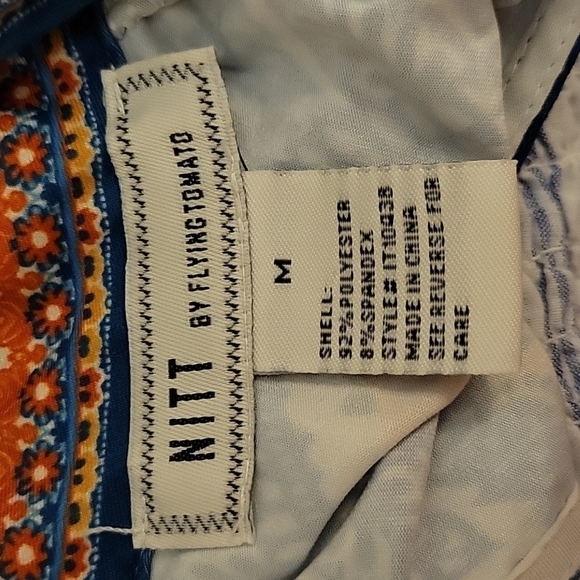 NITT BY FLYINGTOMATO
M
SHELL:
92%POLYESTER
8%SPANDEX
STYLE# IT10438
MADE IN CHINA
SEE REVERSE FOR
CARE